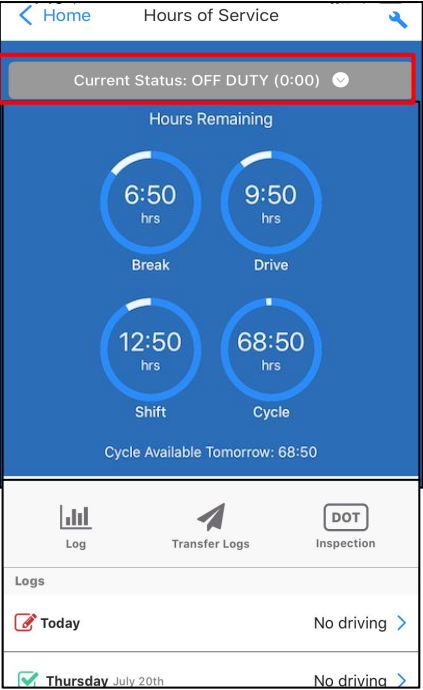 Home Hours of Service
Current Status: OFF DUTY (0:00)
Hours Remaining
6:50 9:50
hrs hrs
Break Drive
12:50 68:50
hrs hrs
Shift Cycle
Cycle Available Tomorrow: 68:50
DOT
Log Transfer Logs Inspection
Logs
Today No driving
Thursday July 20th No driving